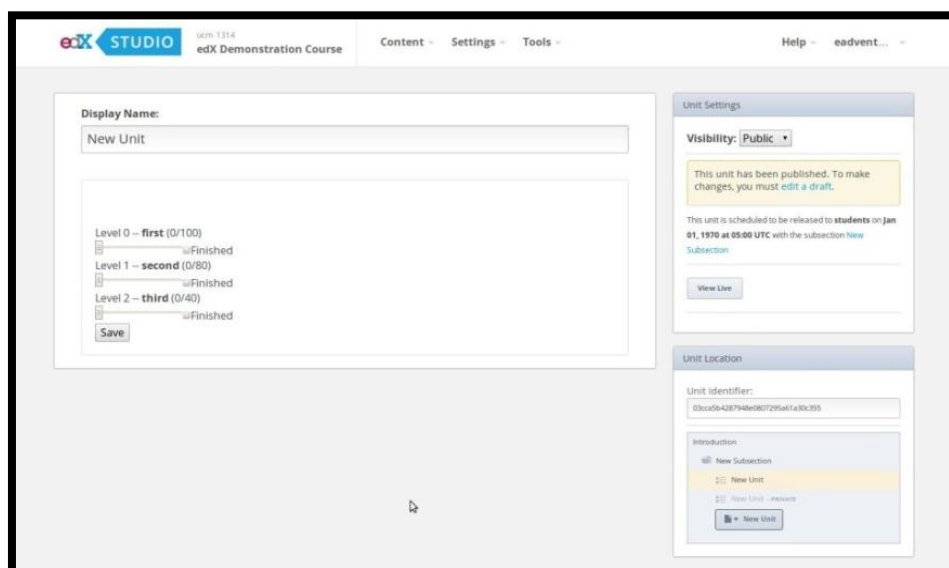 edX STUDIO
ucm 1314
edX Demonstration Course
Content
Settings
Tools
Help
eadvent...
Display Name:
New Unit
Level 0 -- first (0/100)
Finished
Level 1 -- second (0/80)
Finished
Level 2 -- third (0/40)
Finished
Save
Unit Settings
Visibility: Public
This unit has been published. To make
changes, you must edit a draft.
This unit is scheduled to be released to students on Jan
01, 1970 at 05:00 UTC with the subsection New
Subsection
View Live
Unit Location
Unit Identifier:
03cca5b4287948e0807295a61a30c355
Introduction
New Subsection
New Unit
New Unit - PRIVATE
+ New Unit